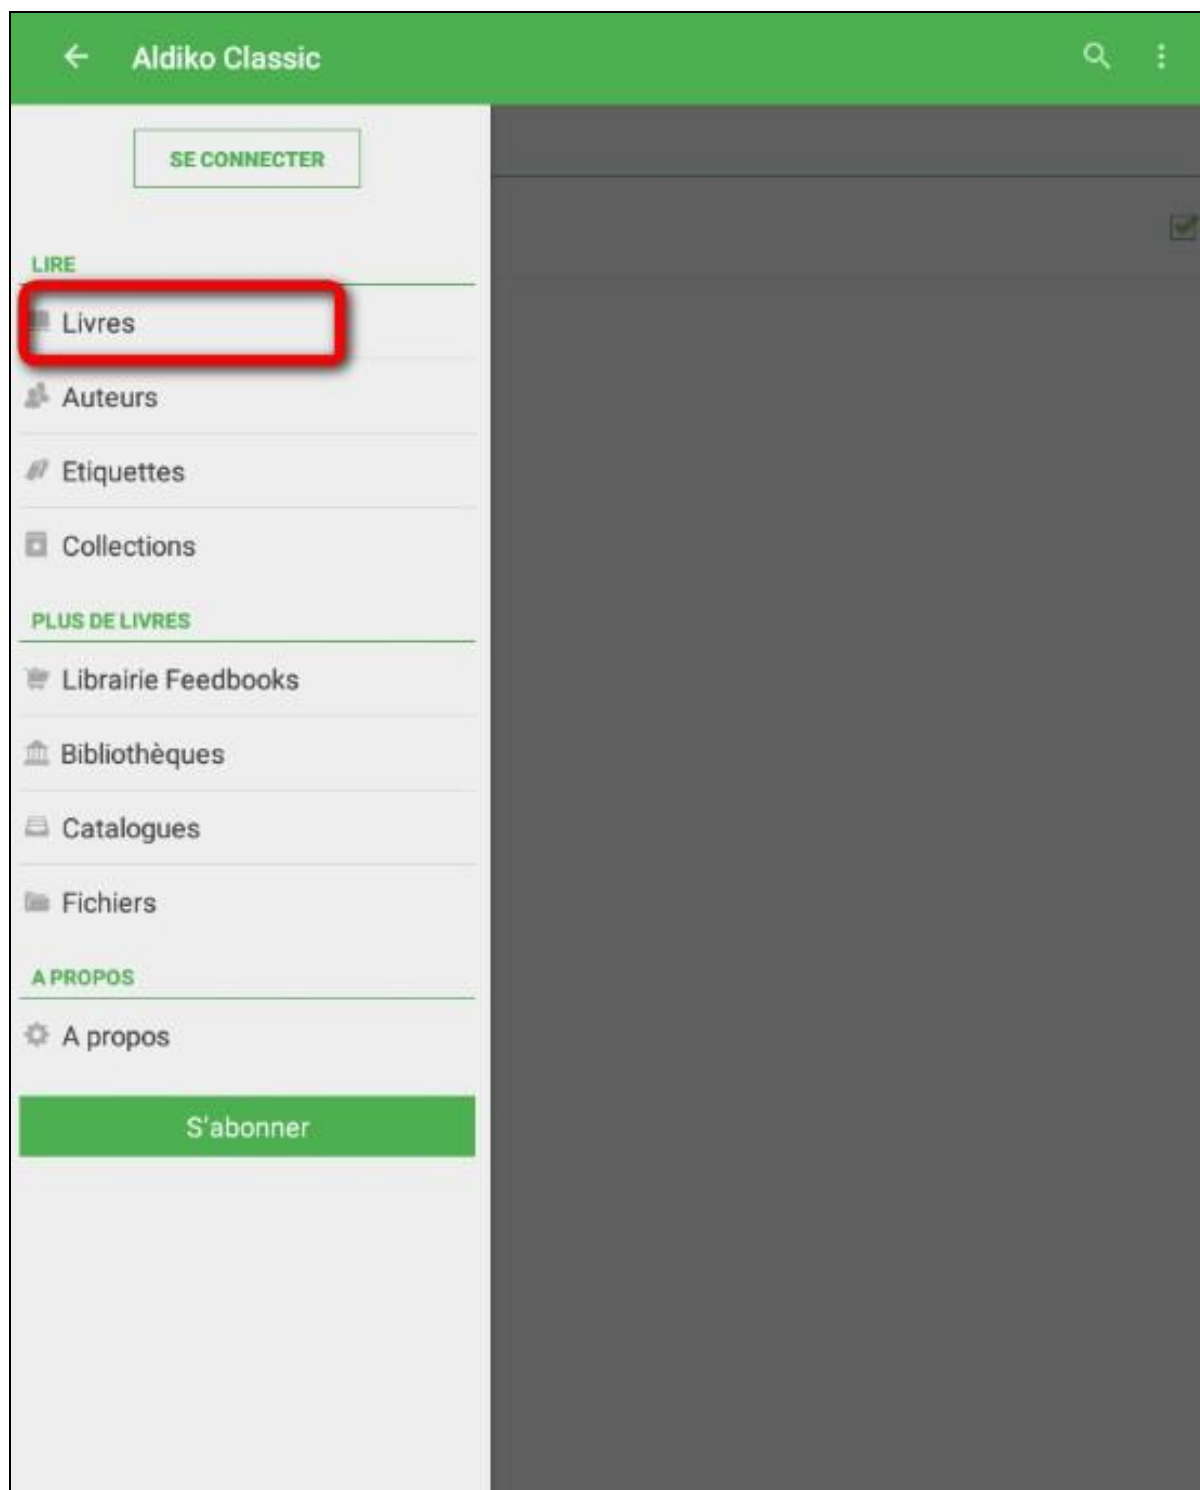 Aldiko Classic
SE CONNECTER
LIRE
Livres
Auteurs
Etiquettes
Collections
PLUS DE LIVRES
Librairie Feedbooks
Bibliothèques
Catalogues
Fichiers
A PROPOS
A propos
S'abonner